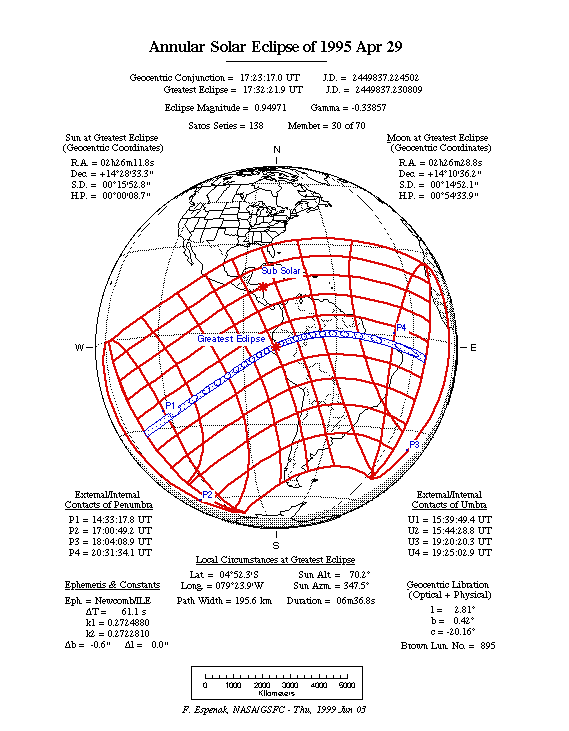 Annular Solar Eclipse of 1995 Apr 29
Geocentric Conjunction = 17:23:17.0 UT J.D. = 2449837.224502
Greatest Eclipse = 17:32:21.9 UT J.D. = 2449837.230809
Eclipse Magnitude = 0.94971 Gamma = -0.33857
Saros Series = 138 Member = 30 of 70
Sun at Greatest Eclipse
(Geocentric Coordinates)
R.A. = 02h26m11.8s
Dec. = +14°28'33.3"
S.D. = 00°15'52.8"
H.P. = 00°00'08.7"
Moon at Greatest Eclipse
(Geocentric Coordinates)
R.A. = 02h26m28.8s
Dec. = +14°10'36.2"
S.D. = 00°14'52.1"
H.P. = 00°54'33.9"
N
Sub Solar
Greatest Eclipse
P4
W
E
P1
P3
P2
S
External/Internal
Contacts of Penumbra
P1 = 14:33:17.8 UT
P2 = 17:00:49.2 UT
P3 = 18:04:08.9 UT
P4 = 20:31:34.1 UT
External/Internal
Contacts of Umbra
U1 = 15:39:49.4 UT
U2 = 15:44:28.8 UT
U3 = 19:20:20.3 UT
U4 = 19:25:02.9 UT
Local Circumstances at Greatest Eclipse
Lat. = 04°52.3'S Sun Alt. = 70.2°
Long. = 079°23.9'W Sun Azm. = 347.5°
Path Width = 195.6 km Duration = 06m36.8s
Ephemeris & Constants
Eph. = Newcomb/ILE
ΔT = 61.1 s
k1 = 0.2724880
k2 = 0.2722810
Δb = -0.6" Δl = 0.0"
Geocentric Libration
(Optical + Physical)
l = 2.81°
b = 0.42°
c = -20.16°
Brown Lun. No. = 895
0 1000 2000 3000 4000 5000
Kilometers
F. Espenak, NASA/GSFC - Thu, 1999 Jun 03